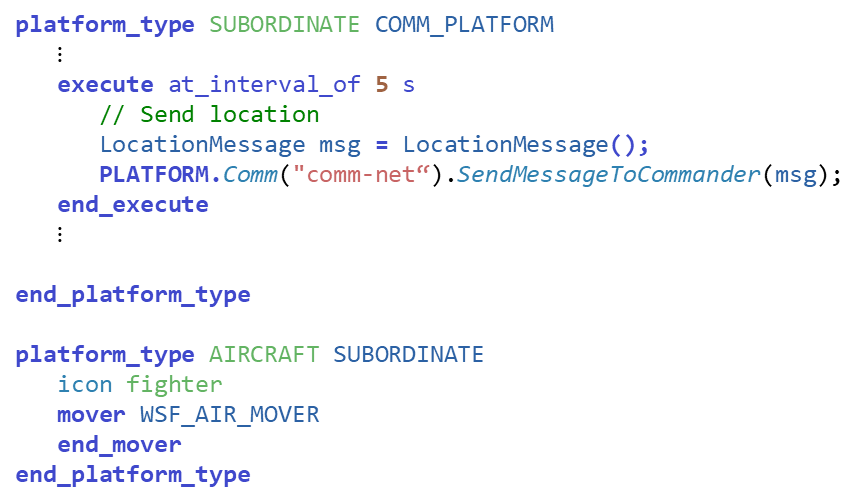 platform_type SUBORDINATE COMM_PLATFORM
⋮
execute at_interval_of 5 s
// Send location
LocationMessage msg = LocationMessage();
PLATFORM.Comm("comm-net“).SendMessageToCommander(msg);
end_execute
⋮
end_platform_type
platform_type AIRCRAFT SUBORDINATE
icon fighter
mover WSF_AIR_MOVER
end_mover
end_platform_type